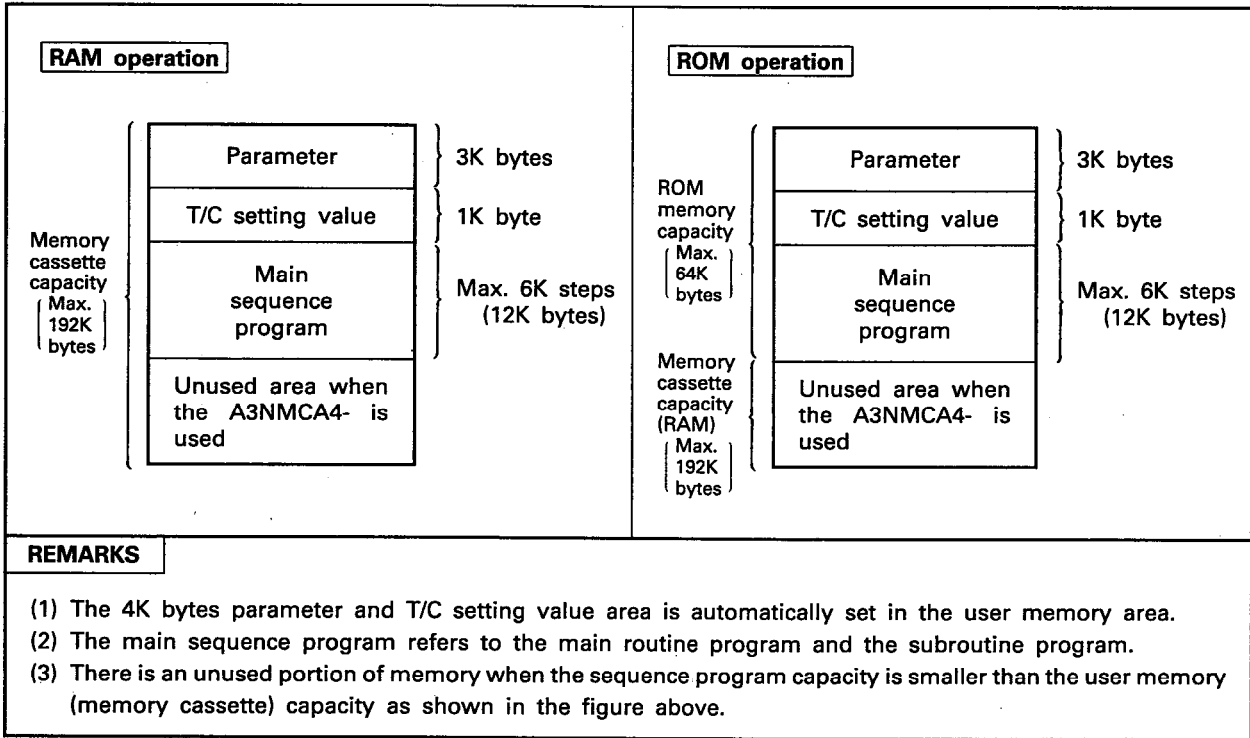 RAM operation
Memory
cassette
capacity
Max.
192K
bytes
Parameter
3K bytes
T/C setting value
1K byte
Main
sequence
program
Max. 6K steps
(12K bytes)
Unused area when
the A3NMCA4- is
used
ROM operation
ROM
memory
capacity
Max.
64K
bytes
Memory
cassette
capacity
(RAM)
Max.
192K
bytes
Parameter
3K bytes
T/C setting value
1K byte
Main
sequence
program
Max. 6K steps
(12K bytes)
Unused area when
the A3NMCA4- is
used
REMARKS
(1) The 4K bytes parameter and T/C setting value area is automatically set in the user memory area.
(2) The main sequence program refers to the main routine program and the subroutine program.
(3) There is an unused portion of memory when the sequence program capacity is smaller than the user memory
(memory cassette) capacity as shown in the figure above.